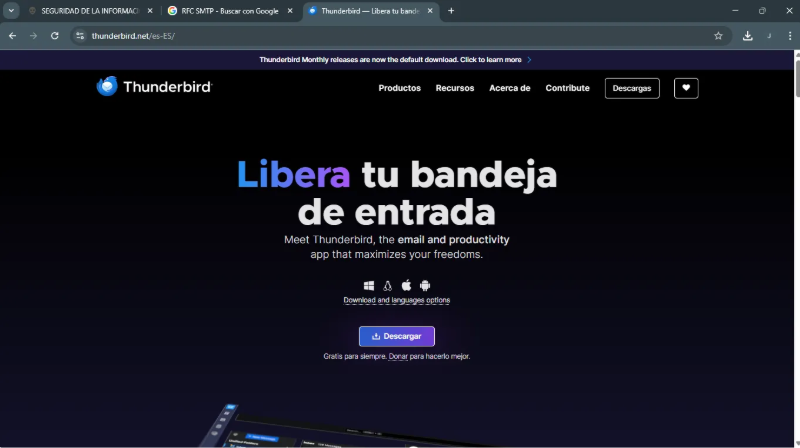 SEGURIDAD DE LA INFORMAC
RFC SMTP - Buscar con Google
Thunderbird — Libera tu bande
thunderbird.net/es-ES/
Thunderbird Monthly releases are now the default download. Click to learn more
Thunderbird
Productos
Recursos
Acerca de
Contribute
Descargas
Libera tu bandeja
de entrada
Meet Thunderbird, the email and productivity
app that maximizes your freedoms.
Download and languages options
Descargar
Gratis para siempre. Donar para hacerlo mejor.